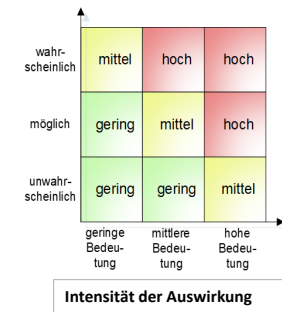 wahr-
scheinlich
mittel
hoch
hoch
möglich
gering
mittel
hoch
unwahr-
scheinlich
gering
gering
mittel
geringe
Bedeu-
tung
mittlere
Bedeu-
tung
hohe
Bedeu-
tung
Intensität der Auswirkung